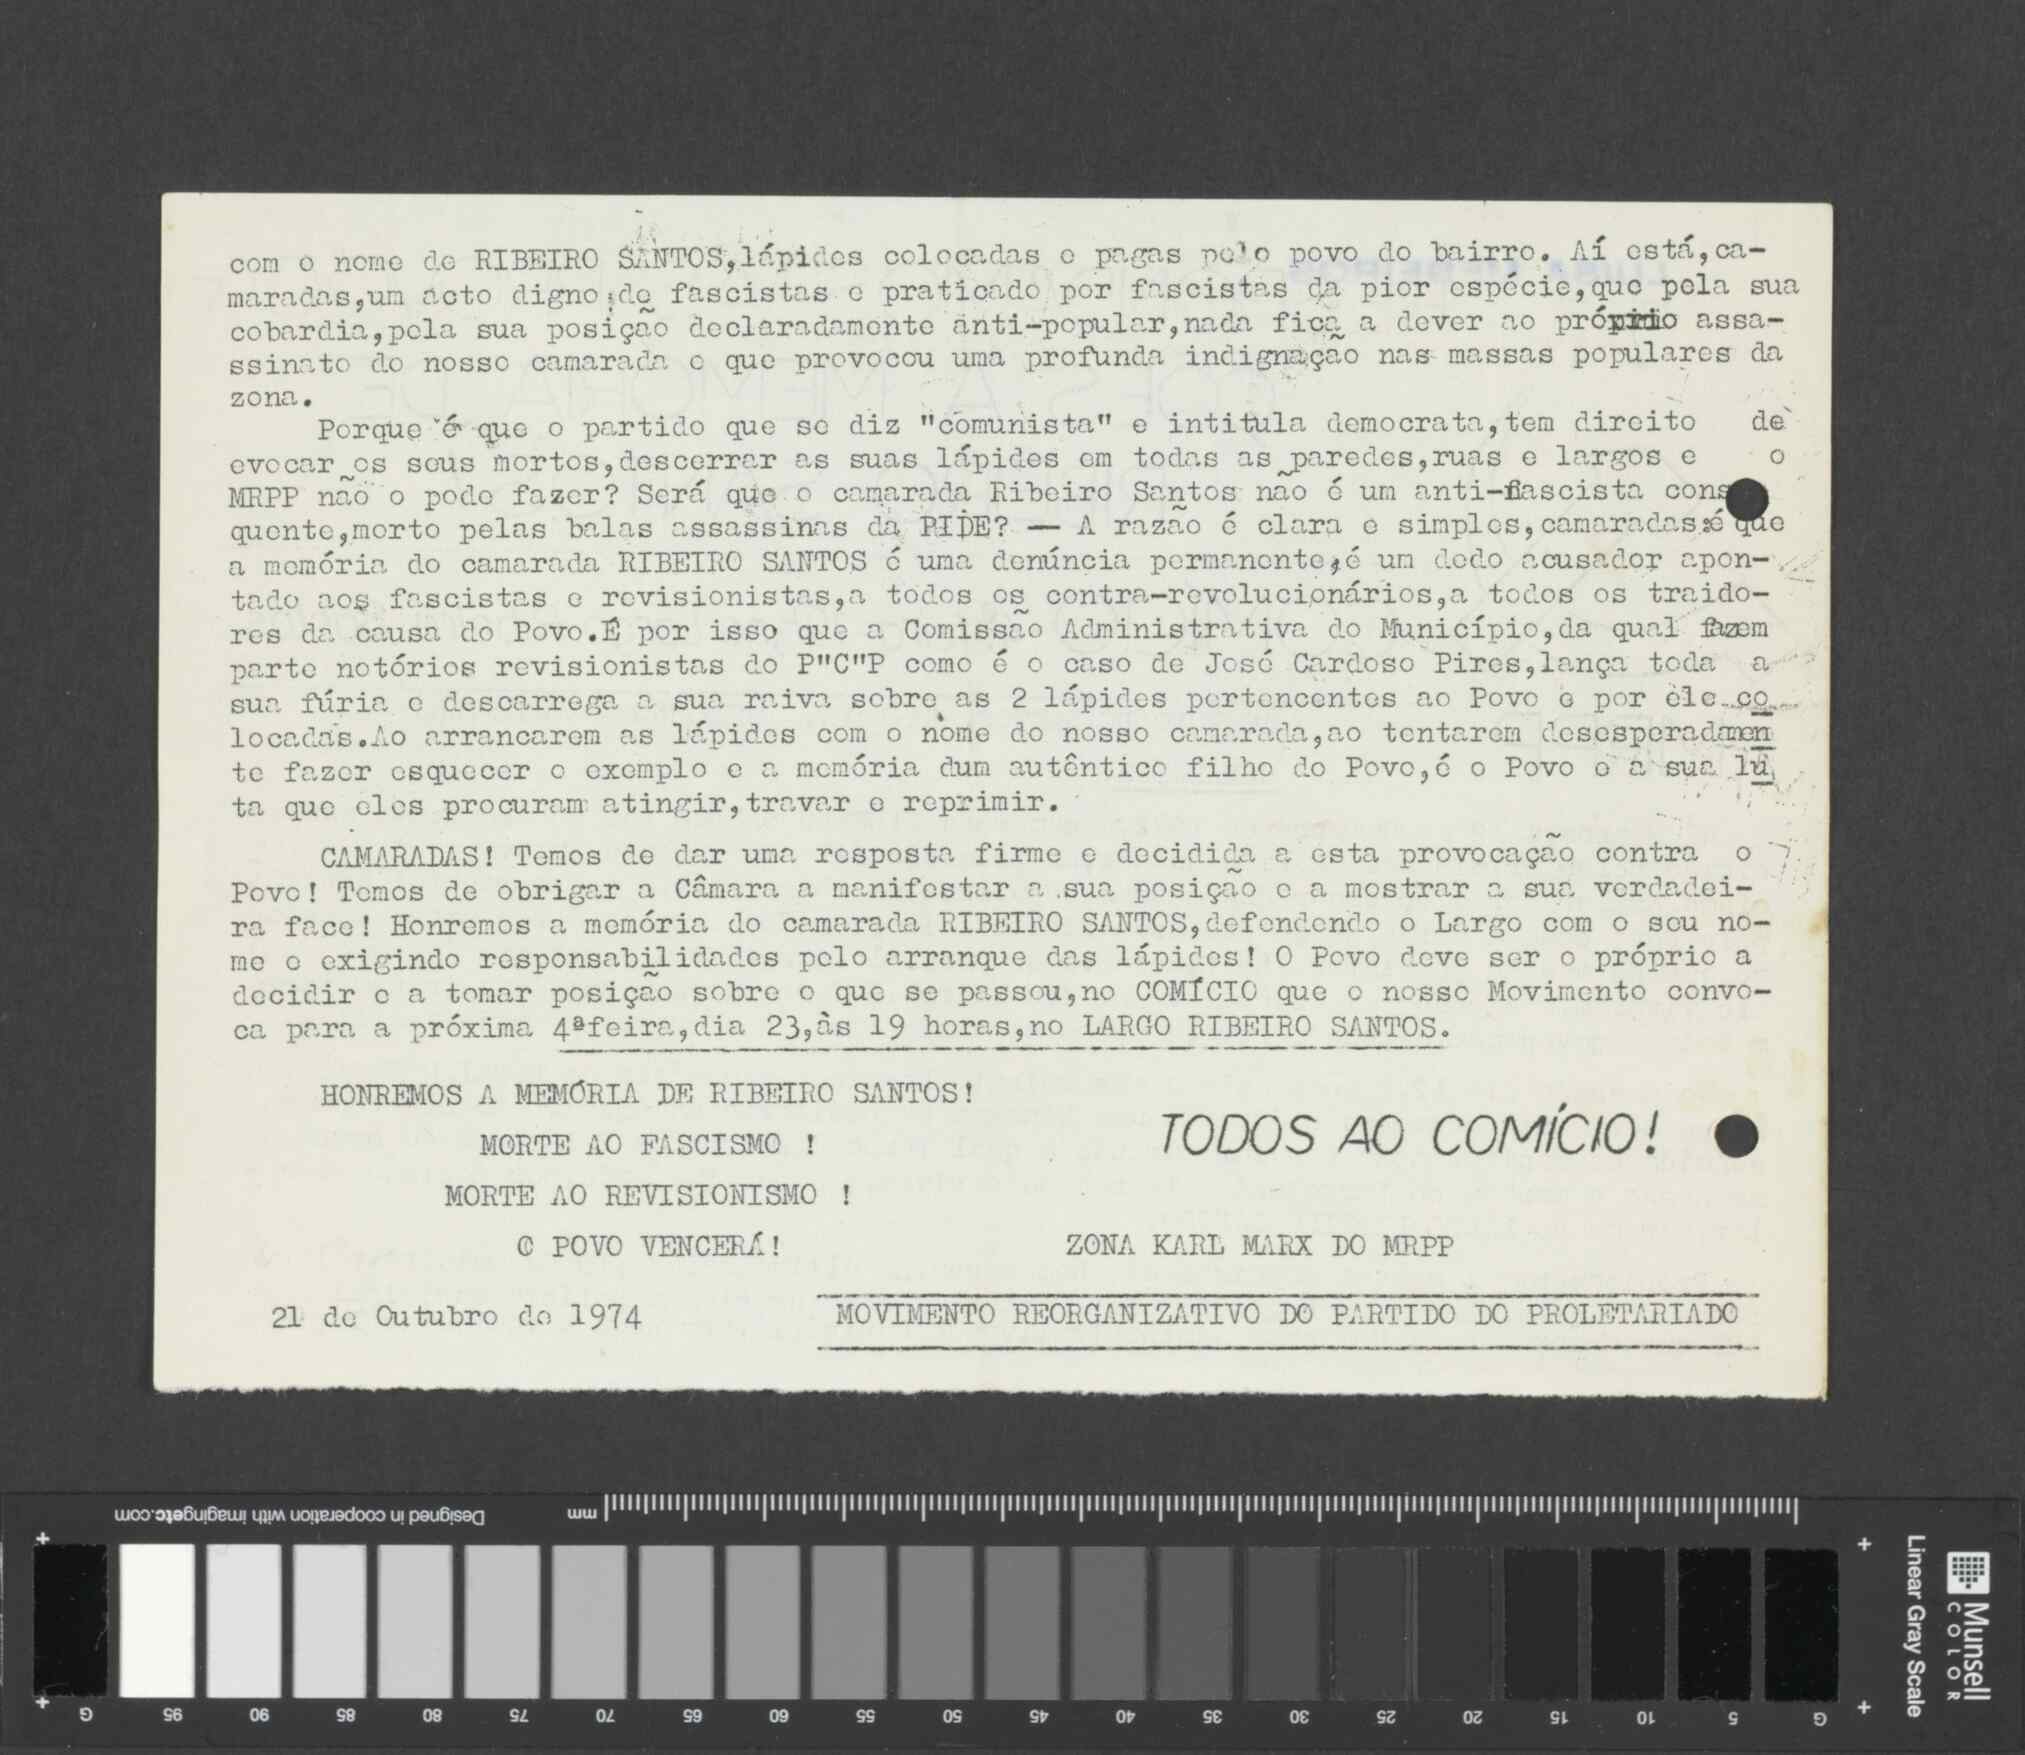 com o nome de RIBEIRO SANTOS,lápides colocadas e pagas pelo povo do bairro. Aí está,ca-
maradas,um acto digno de fascistas e praticado por fascistas da pior espécie,que pela sua
cobardia,pela sua posição declaradamente anti-popular,nada fica a dever ao próprio assa-
ssinato do nosso camarada e que provocou uma profunda indignação nas massas populares da
zona.
Porque é que o partido que se diz "comunista" e intitula democrata,tem direito de
evocar os seus mortos,descerrar as suas lápides em todas as paredes,ruas e largos e o
MRPP não o pode fazer? Será que o camarada Ribeiro Santos não é um anti-fascista cons
quente,morto pelas balas assassinas da PIDE? — A razão é clara e simples,camaradas:é que
a memória do camarada RIBEIRO SANTOS é uma denúncia permanente,é um dedo acusador apon-
tado aos fascistas e revisionistas,a todos os contra-revolucionários,a todos os traido-
res da causa do Povo.É por isso que a Comissão Administrativa do Município,da qual fazem
parte notórios revisionistas do P"C"P como é o caso de José Cardoso Pires,lança toda a
sua fúria e descarrega a sua raiva sobre as 2 lápides pertencentes ao Povo e por ele co
locadas.Ao arrancarem as lápides com o nome do nosso camarada,ao tentarem desesperadamen
te fazer esquecer o exemplo e a memória dum autêntico filho do Povo,é o Povo e a sua lu
ta que eles procuram atingir,travar e reprimir.
CAMARADAS! Temos de dar uma resposta firme e decidida a esta provocação contra o
Povo! Temos de obrigar a Câmara a manifestar a sua posição e a mostrar a sua verdadei-
ra face! Honremos a memória do camarada RIBEIRO SANTOS,defendendo o Largo com o seu no-
me e exigindo responsabilidades pelo arranque das lápides! O Povo deve ser o próprio a
decidir e a tomar posição sobre o que se passou,no COMÍCIO que o nosso Movimento convo-
ca para a próxima 4ªfeira,dia 23,às 19 horas,no LARGO RIBEIRO SANTOS.
HONREMOS A MEMÓRIA DE RIBEIRO SANTOS!
MORTE AO FASCISMO !
TODOS AO COMÍCIO!
MORTE AO REVISIONISMO !
O POVO VENCERÁ!
ZONA KARL MARX DO MRPP
21 de Outubro de 1974
MOVIMENTO REORGANIZATIVO DO PARTIDO DO PROLETARIADO
Designed in cooperation with imagingetc.com
mm
G 95 90 85 80 75 70 65 60 55 50 45 40 35 30 25 20 15 10 5 G
Linear Gray Scale
Munsell
COLOR